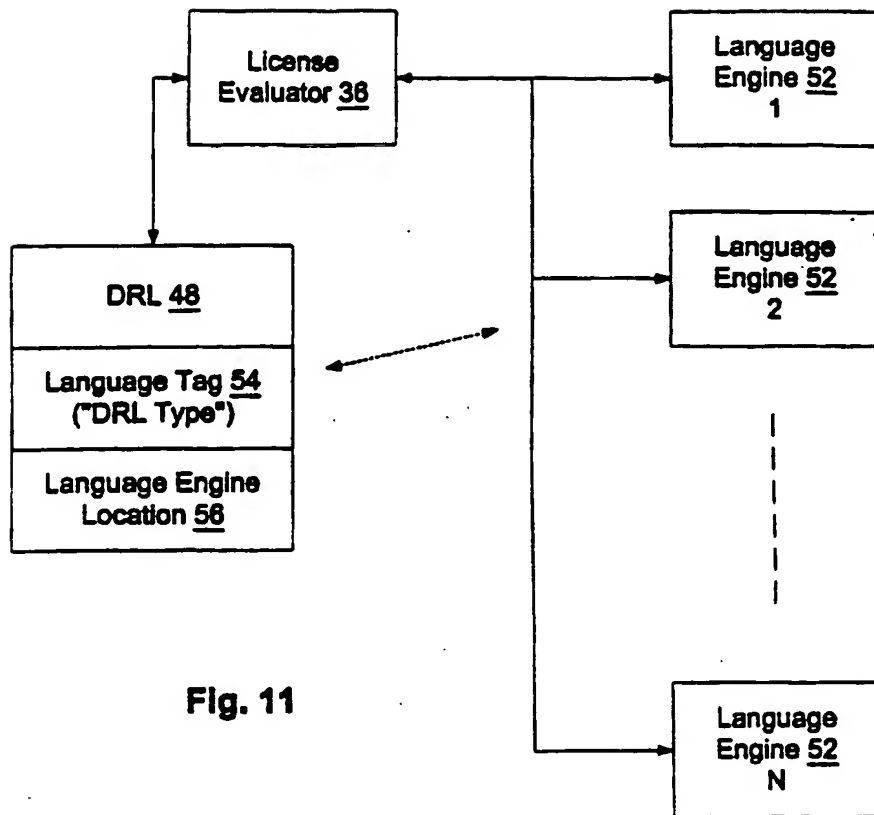 License
Evaluator 36
Language
Engine 52
1
DRL 48
Language Tag 54
("DRL Type")
Language Engine
Location 56
Language
Engine 52
2
Fig. 11
Language
Engine 52
N